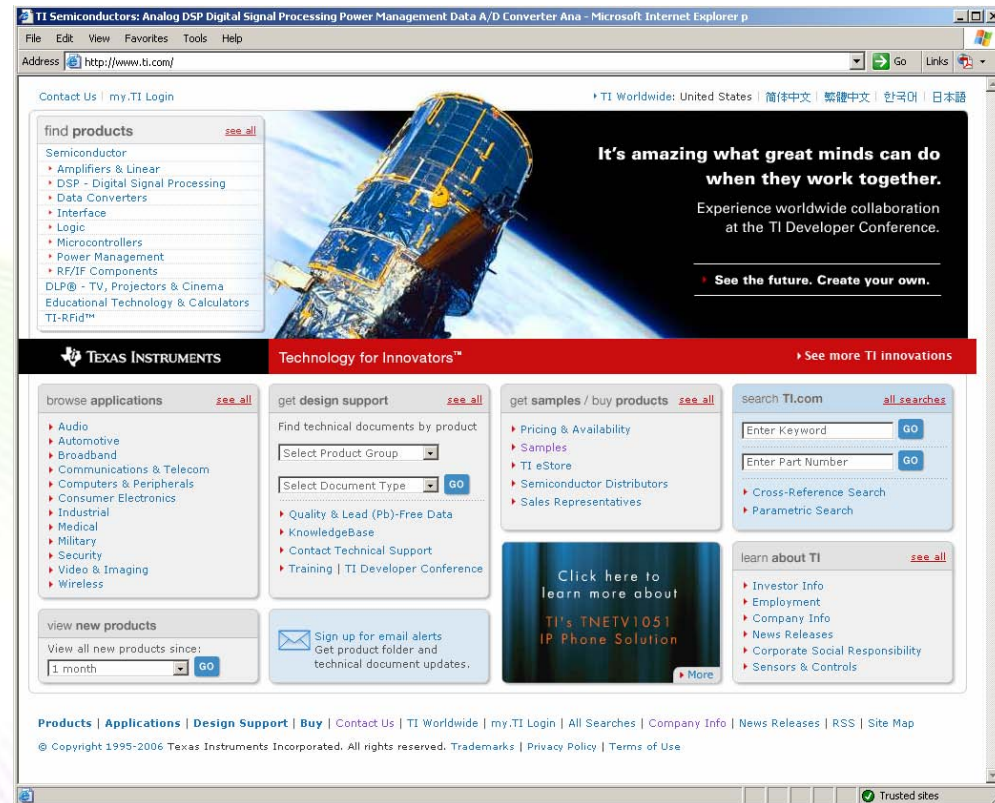 TI Semiconductors: Analog DSP Digital Signal Processing Power Management Data A/D Converter Ana - Microsoft Internet Explorer p
File Edit View Favorites Tools Help
Address http://www.ti.com/ Go Links
Contact Us | my.TI Login
TI Worldwide: United States | 简体中文 | 繁體中文 | 한국어 | 日本語
find products see all
Semiconductor
Amplifiers & Linear
DSP - Digital Signal Processing
Data Converters
Interface
Logic
Microcontrollers
Power Management
RF/IF Components
DLP® - TV, Projectors & Cinema
Educational Technology & Calculators
TI-RFid™
It's amazing what great minds can do
when they work together.
Experience worldwide collaboration
at the TI Developer Conference.
See the future. Create your own.
TEXAS INSTRUMENTS
Technology for Innovators™
See more TI innovations
browse applications see all
Audio
Automotive
Broadband
Communications & Telecom
Computers & Peripherals
Consumer Electronics
Industrial
Medical
Military
Security
Video & Imaging
Wireless
view new products
View all new products since:
1 month GO
get design support see all
Find technical documents by product
Select Product Group
Select Document Type GO
Quality & Lead (Pb)-Free Data
KnowledgeBase
Contact Technical Support
Training | TI Developer Conference
Sign up for email alerts
Get product folder and
technical document updates.
get samples / buy products see all
Pricing & Availability
Samples
TI eStore
Semiconductor Distributors
Sales Representatives
Click here to
learn more about
TI's TNETV1051
IP Phone Solution
More
search TI.com all searches
Enter Keyword GO
Enter Part Number GO
Cross-Reference Search
Parametric Search
learn about TI see all
Investor Info
Employment
Company Info
News Releases
Corporate Social Responsibility
Sensors & Controls
Products | Applications | Design Support | Buy | Contact Us | TI Worldwide | my.TI Login | All Searches | Company Info | News Releases | RSS | Site Map
© Copyright 1995-2006 Texas Instruments Incorporated. All rights reserved. Trademarks | Privacy Policy | Terms of Use
Trusted sites